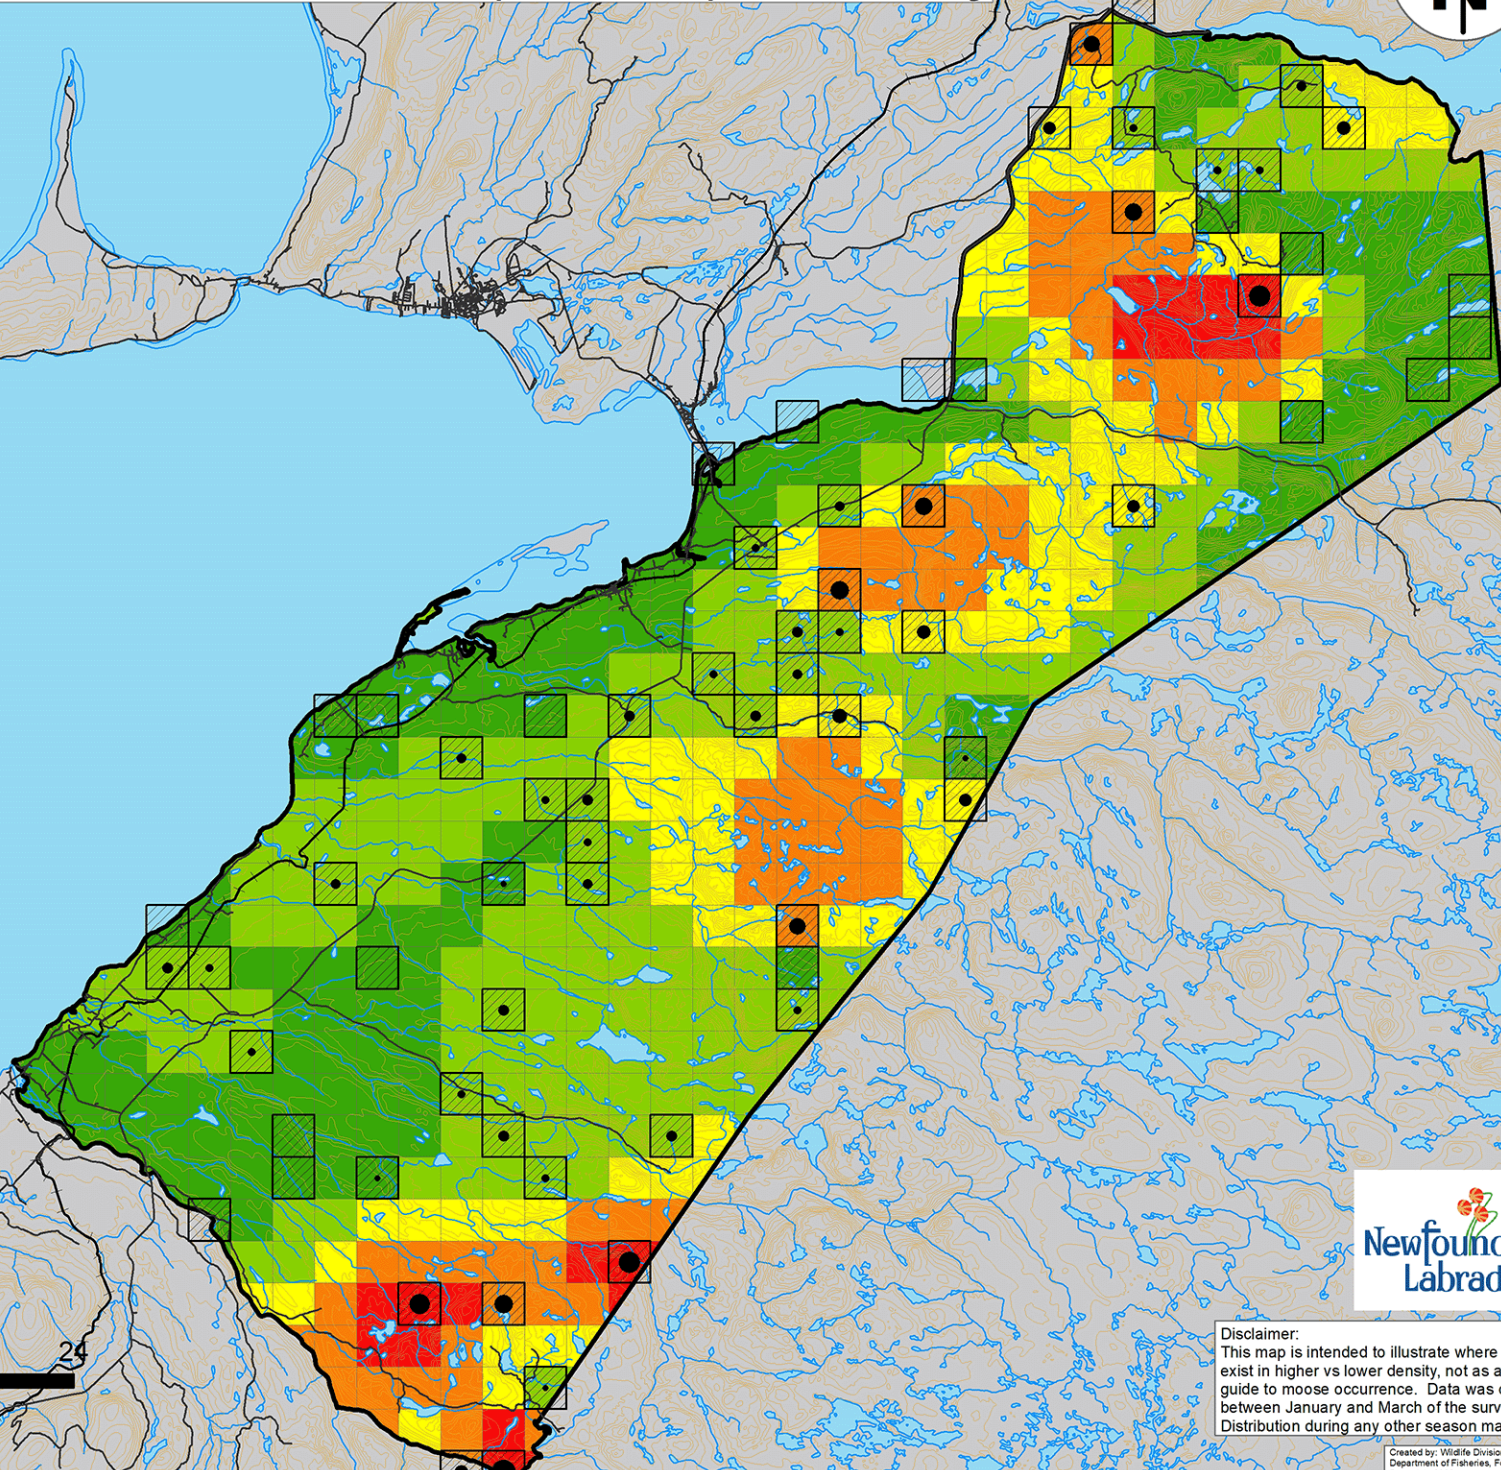 N
24
Newfound
Labrad
Disclaimer:
This map is intended to illustrate where
exist in higher vs lower density, not as a
guide to moose occurrence. Data was
between January and March of the surv
Distribution during any other season ma
Created by: Wildlife Divisio
Department of Fisheries, F